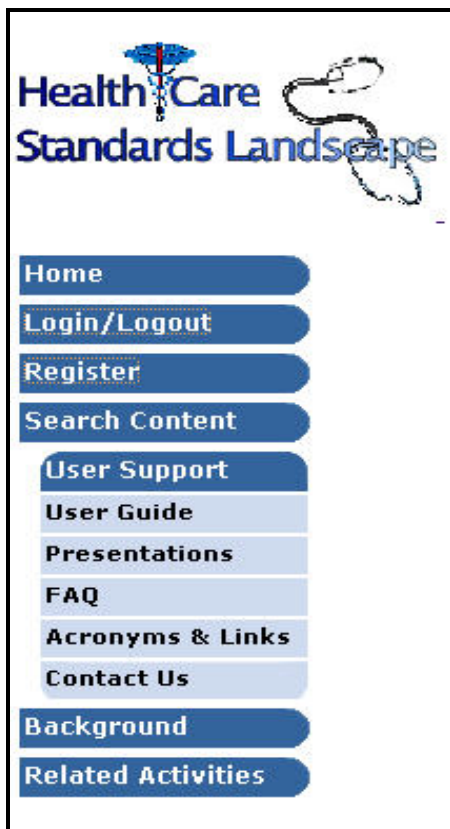 Health Care
Standards Landscape
Home
Login/Logout
Register
Search Content
User Support
User Guide
Presentations
FAQ
Acronyms & Links
Contact Us
Background
Related Activities